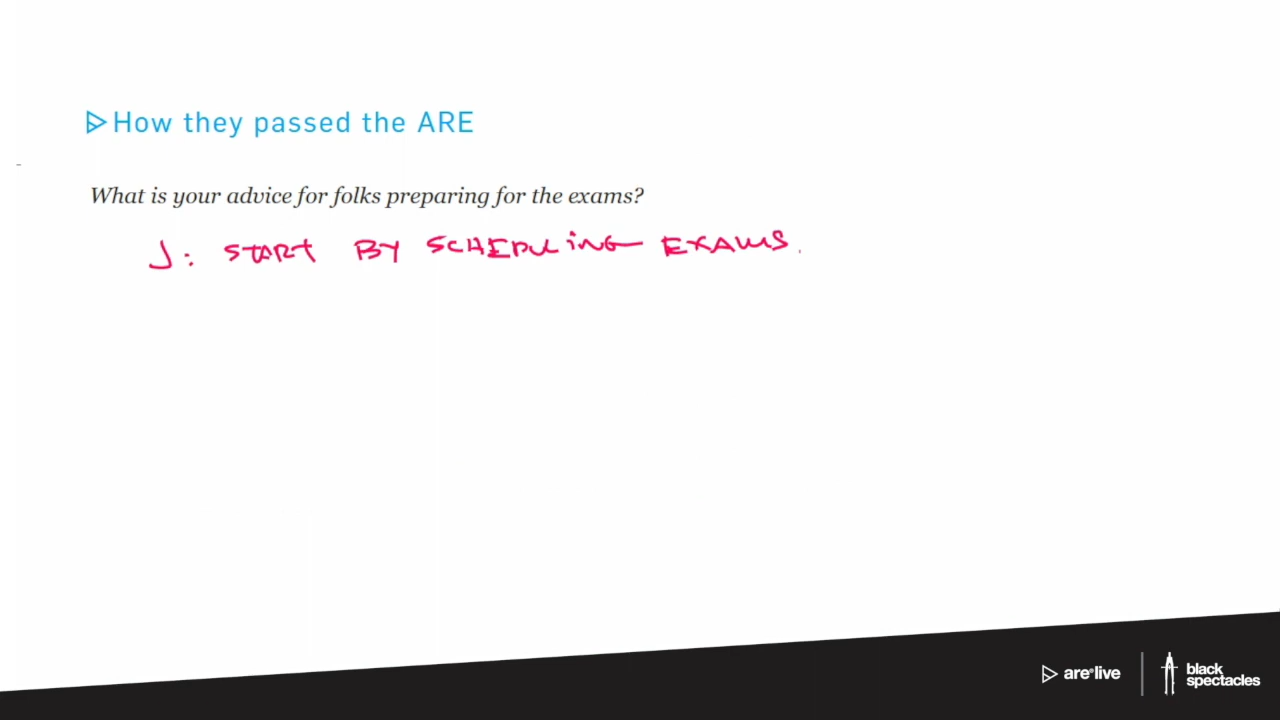 How they passed the ARE
What is your advice for folks preparing for the exams?
J: START BY SCHEDULING EXAMS.
are live
black
spectacles